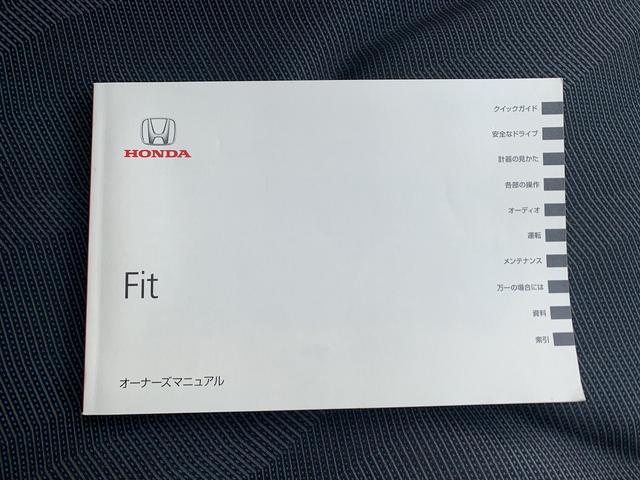 HONDA
Fit
オーナーズマニュアル
クイックガイド
安全なドライブ
計器の見かた
各部の操作
オーディオ
運転
メンテナンス
万一の場合には
資料
索引